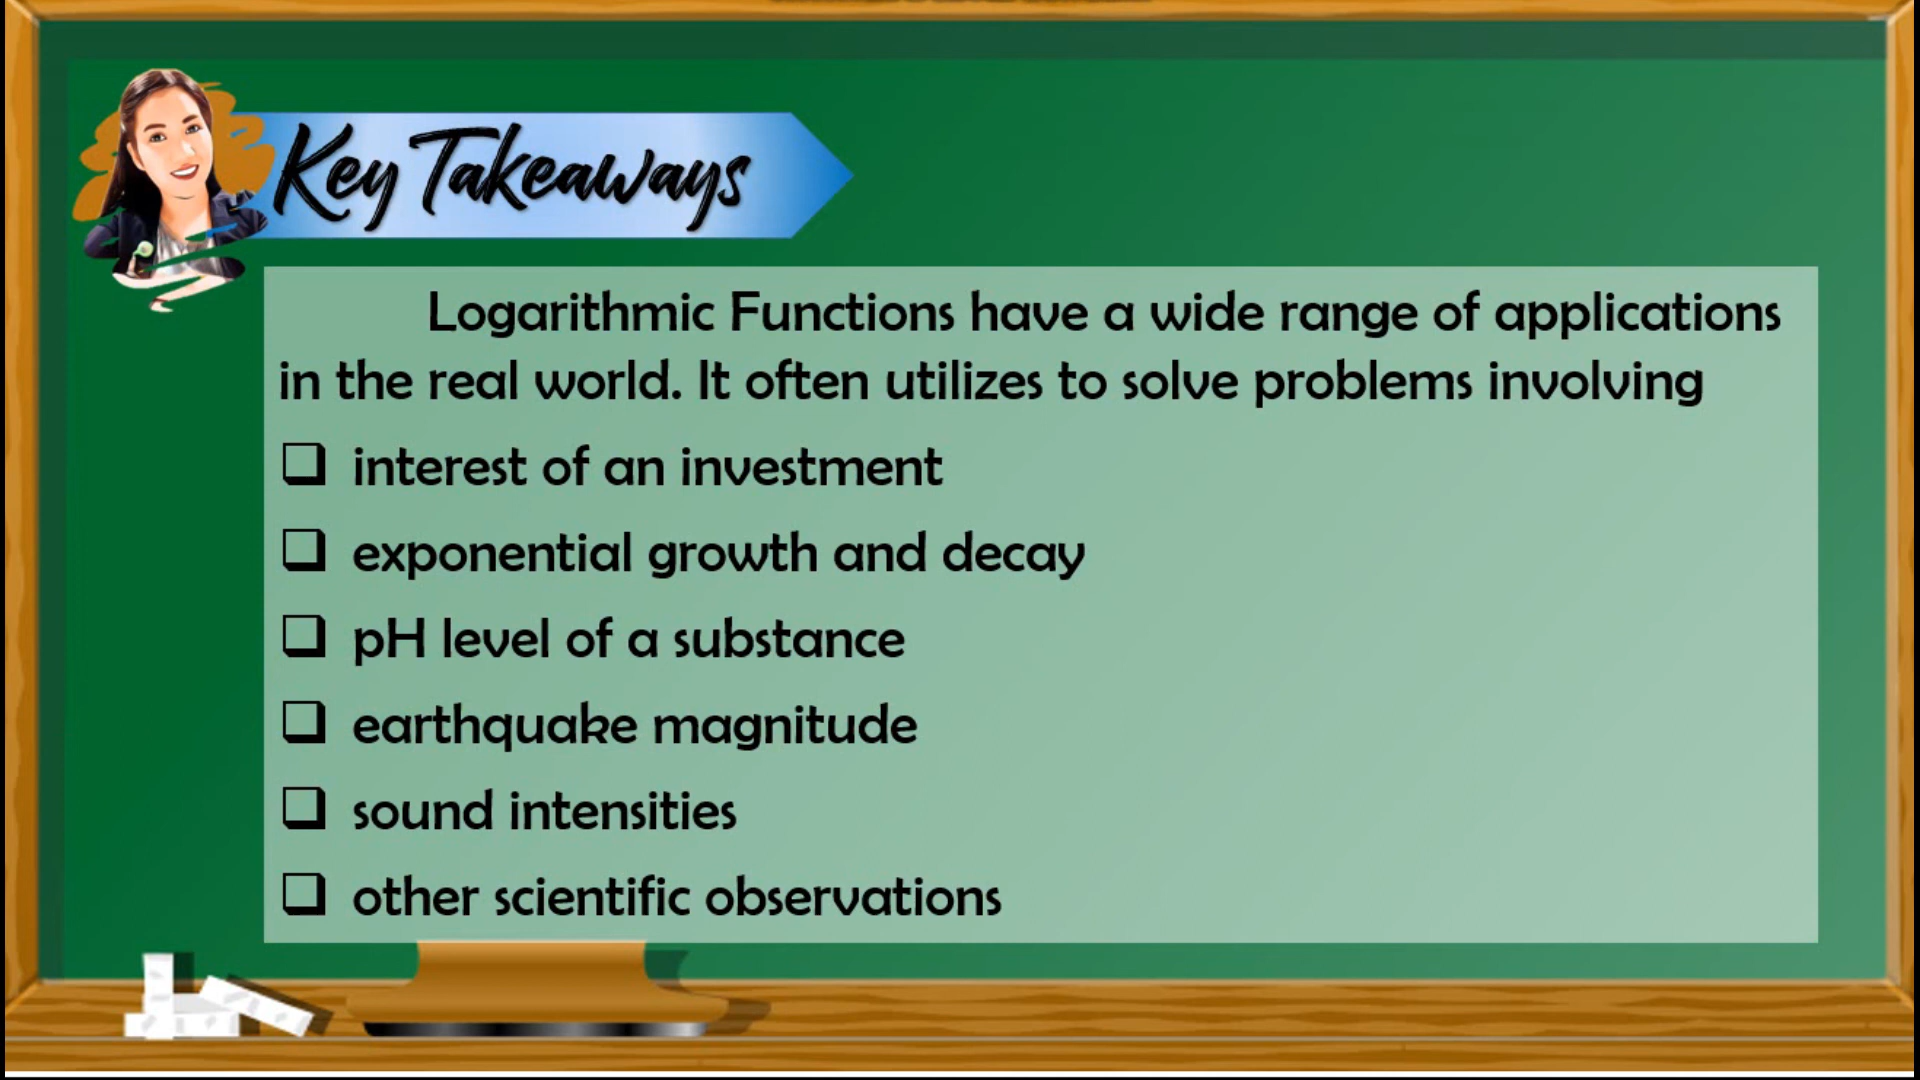 Key Takeaways
Logarithmic Functions have a wide range of applications
in the real world. It often utilizes to solve problems involving
❑ interest of an investment
❑ exponential growth and decay
❑ pH level of a substance
❑ earthquake magnitude
❑ sound intensities
❑ other scientific observations